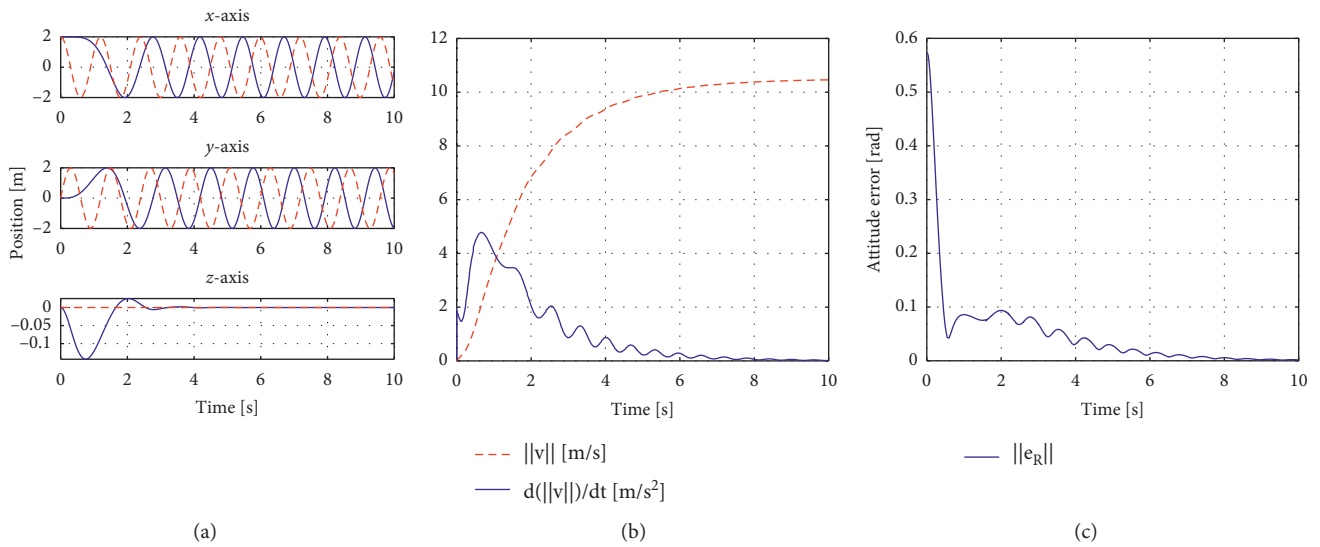 x-axis
2
0
−2
0 2 4 6 8 10
y-axis
2
0
−2
0 2 4 6 8 10
z-axis
0
−0.05
−0.1
0 2 4 6 8 10
Position [m]
Time [s]
(a)
12
10
8
6
4
2
0
0 2 4 6 8 10
Time [s]
||v|| [m/s]
d(||v||)/dt [m/s²]
(b)
0.6
0.5
0.4
0.3
0.2
0.1
0
Attitude error [rad]
0 2 4 6 8 10
Time [s]
||e_R||
(c)